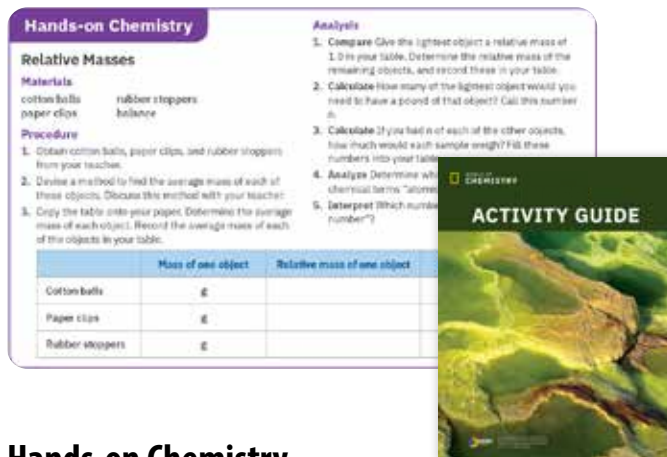 Hands-on Chemistry
Relative Masses
Materials
cotton balls rubber stoppers
paper clips balance
Procedure
1. Obtain cotton balls, paper clips, and rubber stoppers
from your teacher.
2. Devise a method to find the average mass of each of
these objects. Discuss this method with your teacher.
3. Copy the table onto your paper. Determine the average
mass of each object. Record the average mass of each
of the objects in your table.
Analysis
1. Compare Give the lightest object a relative mass of
1.0 in your table. Determine the relative mass of the
remaining objects, and record these in your table.
2. Calculate How many of the lightest object would you
need to have a pound of that object? Call this number
n.
3. Calculate If you had n of each of the other objects,
how much would each sample weigh? Fill these
numbers into your table
4. Analyze Determine
chemical terms "atomic
5. Interpret Which
number"?
Mass of one object Relative mass of one object
Cotton balls g
Paper clips g
Rubber stoppers g
CHEMISTRY
ACTIVITY GUIDE
Hands-on Chemistry